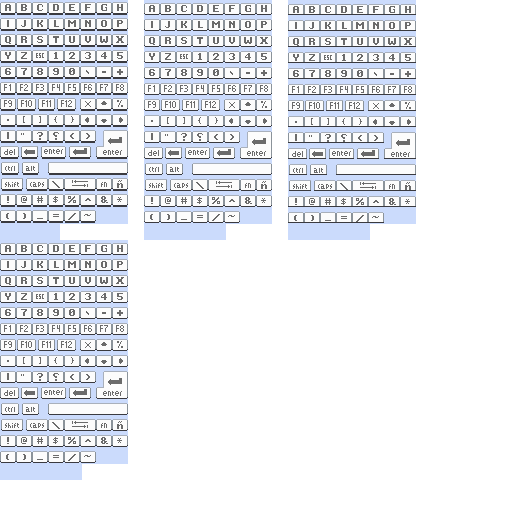 A B C D E F G H
I J K L M N O P
Q R S T U V W X
Y Z ESC 1 2 3 4 5
6 7 8 9 0 - +
F1 F2 F3 F4 F5 F6 F7 F8
F9 F10 F11 F12 %
. [ ] { }
" ? ¿ < >
del enter enter
ctrl alt
shift caps \ fn ñ
! @ # $ % ^ & *
( ) _ = / ~
A B C D E F G H
I J K L M N O P
Q R S T U V W X
Y Z ESC 1 2 3 4 5
6 7 8 9 0 - +
F1 F2 F3 F4 F5 F6 F7 F8
F9 F10 F11 F12 %
. [ ] { }
" ? ¿ < >
del enter enter
ctrl alt
shift caps \ fn ñ
! @ # $ % ^ & *
( ) _ = / ~
A B C D E F G H
I J K L M N O P
Q R S T U V W X
Y Z ESC 1 2 3 4 5
6 7 8 9 0 - +
F1 F2 F3 F4 F5 F6 F7 F8
F9 F10 F11 F12 %
. [ ] { }
" ? ¿ < >
del enter enter
ctrl alt
shift caps \ fn ñ
! @ # $ % ^ & *
( ) _ = / ~
A B C D E F G H
I J K L M N O P
Q R S T U V W X
Y Z ESC 1 2 3 4 5
6 7 8 9 0 - +
F1 F2 F3 F4 F5 F6 F7 F8
F9 F10 F11 F12 %
. [ ] { }
" ? ¿ < >
del enter enter
ctrl alt
shift caps \ fn ñ
! @ # $ % ^ & *
( ) _ = / ~